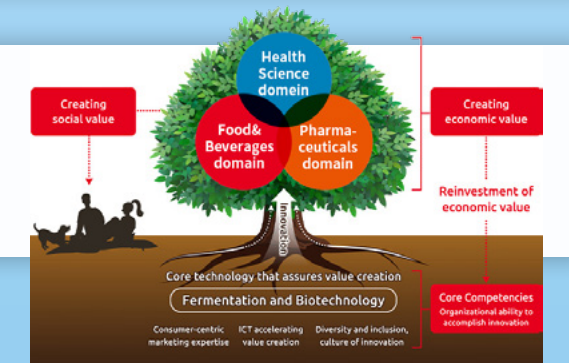 Health
Science
domein
Food&
Beverages
domain
Pharma-
ceuticals
domain
Creating
social value
Creating
economic value
Reinvestment of
economic value
Innovation
Core technology that assures value creation
Fermentation and Biotechnology
Consumer-centric
marketing expertise
ICT accelerating
value creation
Diversity and inclusion,
culture of innovation
Core Competencies
Organizational ability to
accomplish innovation